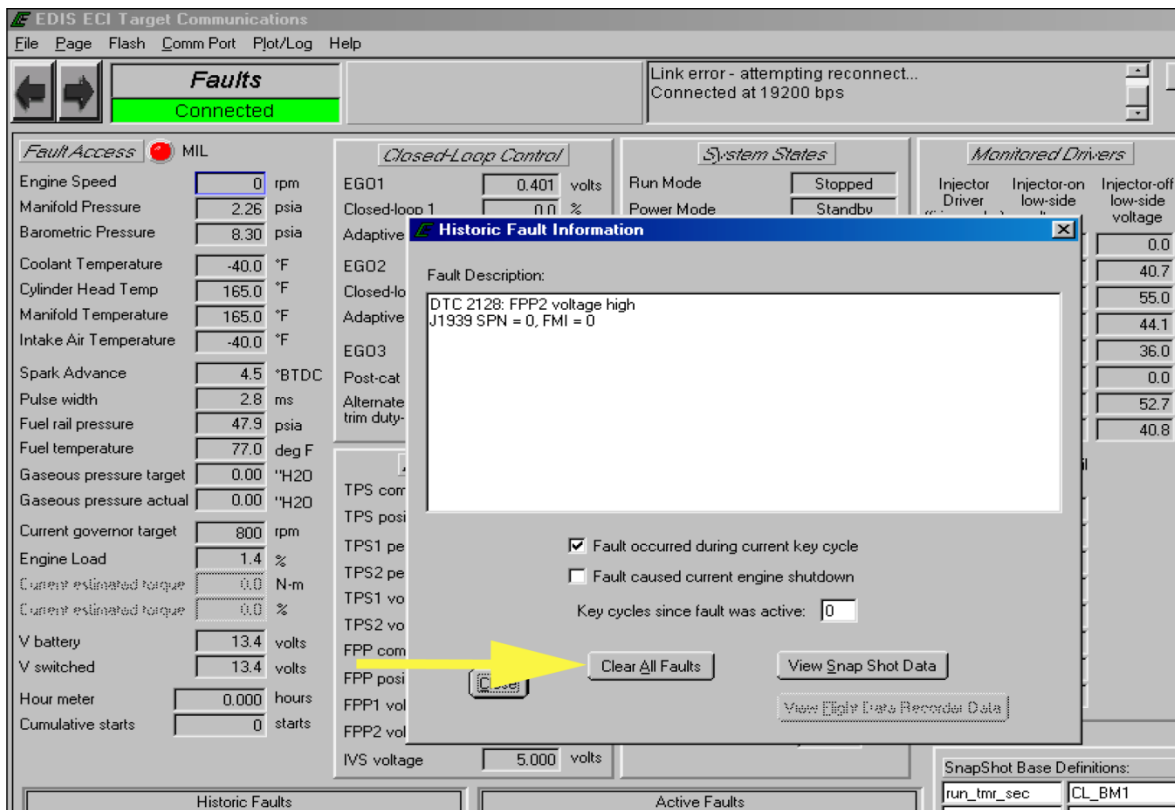 EDIS ECI Target Communications
File Page Flash Comm Port Plot/Log Help
Faults
Connected
Link error - attempting reconnect...
Connected at 19200 bps
Fault Access MIL
Engine Speed 0 rpm
Manifold Pressure 2.26 psia
Barometric Pressure 8.30 psia
Coolant Temperature -40.0 °F
Cylinder Head Temp 165.0 °F
Manifold Temperature 165.0 °F
Intake Air Temperature -40.0 °F
Spark Advance 4.5 °BTDC
Pulse width 2.8 ms
Fuel rail pressure 47.9 psia
Fuel temperature 77.0 deg F
Gaseous pressure target 0.00 "H2O
Gaseous pressure actual 0.00 "H2O
Current governor target 800 rpm
Engine Load 1.4 %
Current estimated torque 0.0 N-m
Current estimated torque 0.0 %
V battery 13.4 volts
V switched 13.4 volts
Hour meter 0.000 hours
Cumulative starts 0 starts
Closed-Loop Control
EGO1 0.401 volts
Closed-loop 1 0.0 %
Adaptive
EGO2
Closed-lo
Adaptive
EGO3
Post-cat
Alternate
trim duty-
TPS com
TPS posi
TPS1 pe
TPS2 pe
TPS1 vo
TPS2 vo
FPP com
FPP posi
FPP1 vol
FPP2 vol
IVS voltage 5.000 volts
System States
Run Mode Stopped
Power Mode Standby
Monitored Drivers
Injector Injector-on Injector-off
Driver low-side low-side
voltage
0.0
40.7
55.0
44.1
36.0
0.0
52.7
40.8
Historic Fault Information
Fault Description:
DTC 2128: FPP2 voltage high
J1939 SPN = 0, FMI = 0
Fault occurred during current key cycle
Fault caused current engine shutdown
Key cycles since fault was active: 0
Close
Clear All Faults
View Snap Shot Data
View Flight Data Recorder Data
SnapShot Base Definitions:
run_tmr_sec CL_BM1
Historic Faults
Active Faults